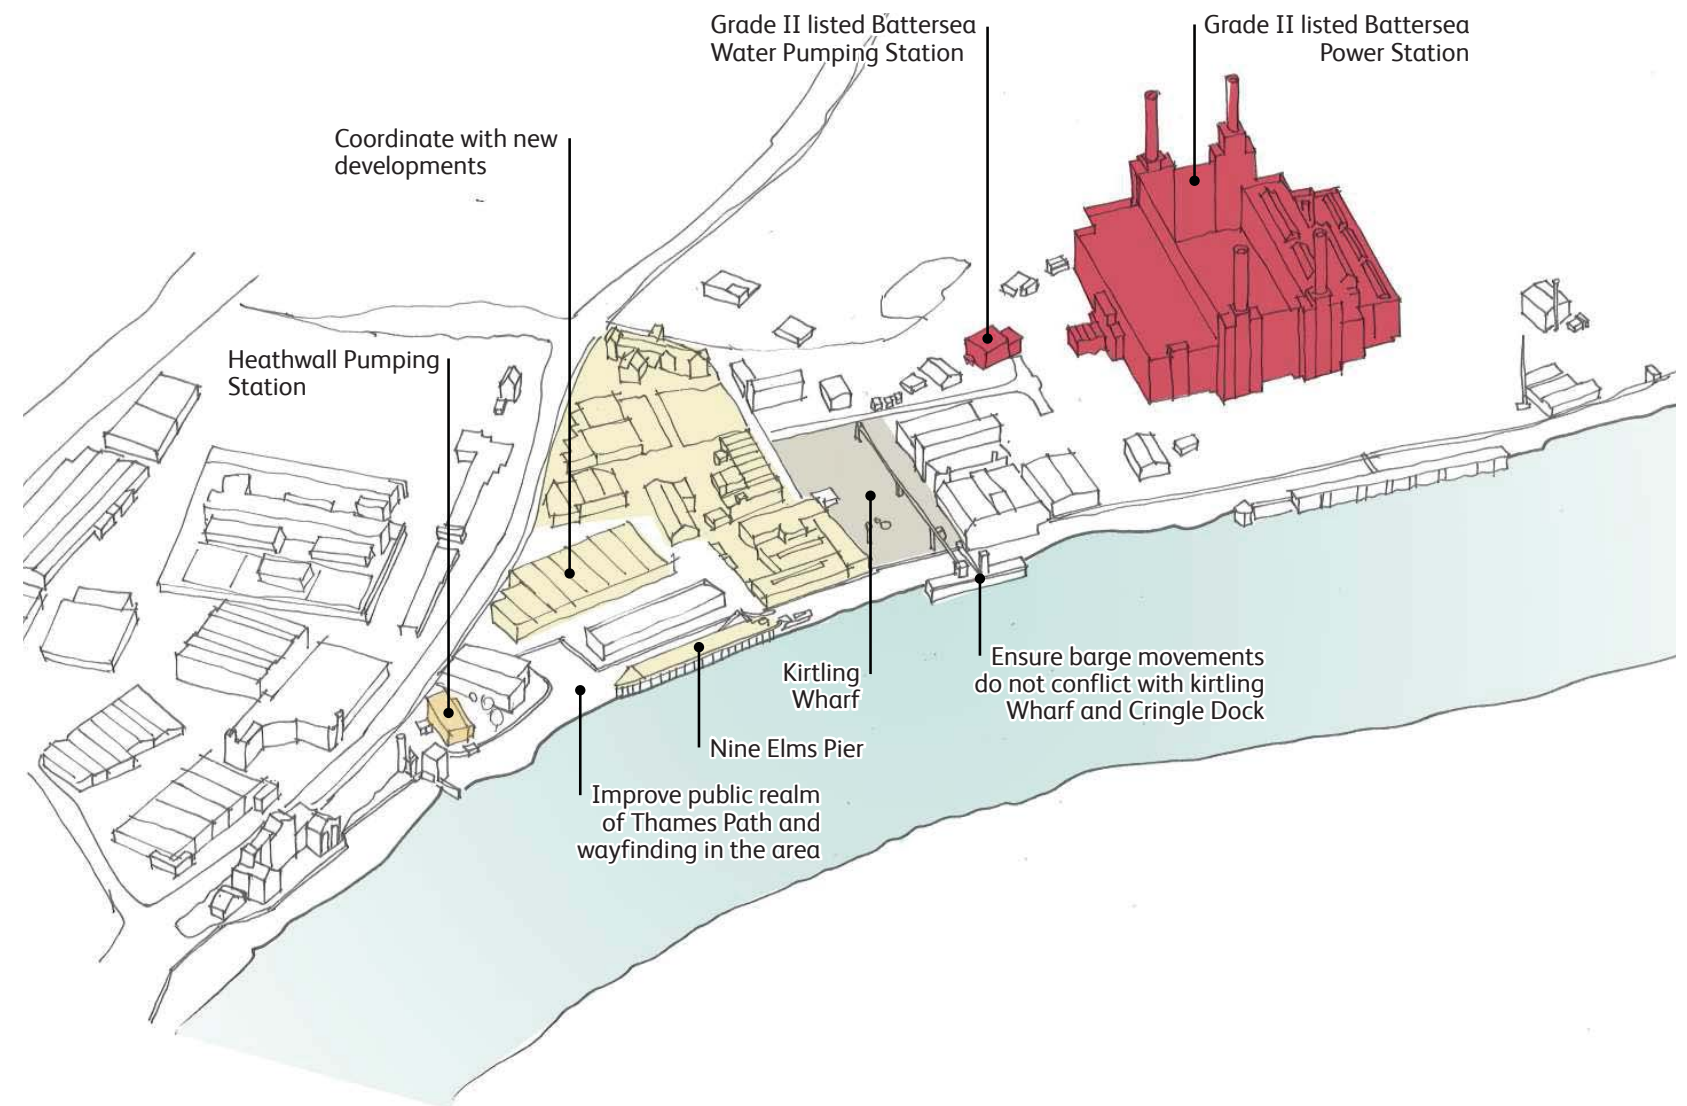 Grade II listed Battersea
Water Pumping Station
Grade II listed Battersea
Power Station
Coordinate with new
developments
Heathwall Pumping
Station
Kirtling
Wharf
Ensure barge movements
do not conflict with kirtling
Wharf and Cringle Dock
Nine Elms Pier
Improve public realm
of Thames Path and
wayfinding in the area